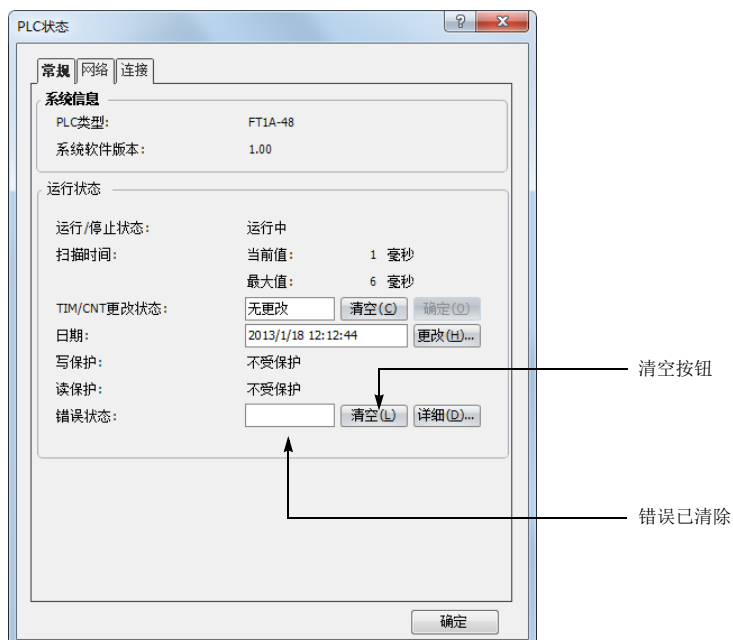 PLC状态
常规 网络 连接
系统信息
PLC类型: FT1A-48
系统软件版本: 1.00
运行状态
运行/停止状态: 运行中
扫描时间: 当前值: 1 毫秒
最大值: 6 毫秒
TIM/CNT更改状态: 无更改 清空(C) 确定(O)
日期: 2013/1/18 12:12:44 更改(H)...
写保护: 不受保护
清空按钮
读保护: 不受保护
错误状态: 清空(L) 详细(D)...
错误已清除
确定